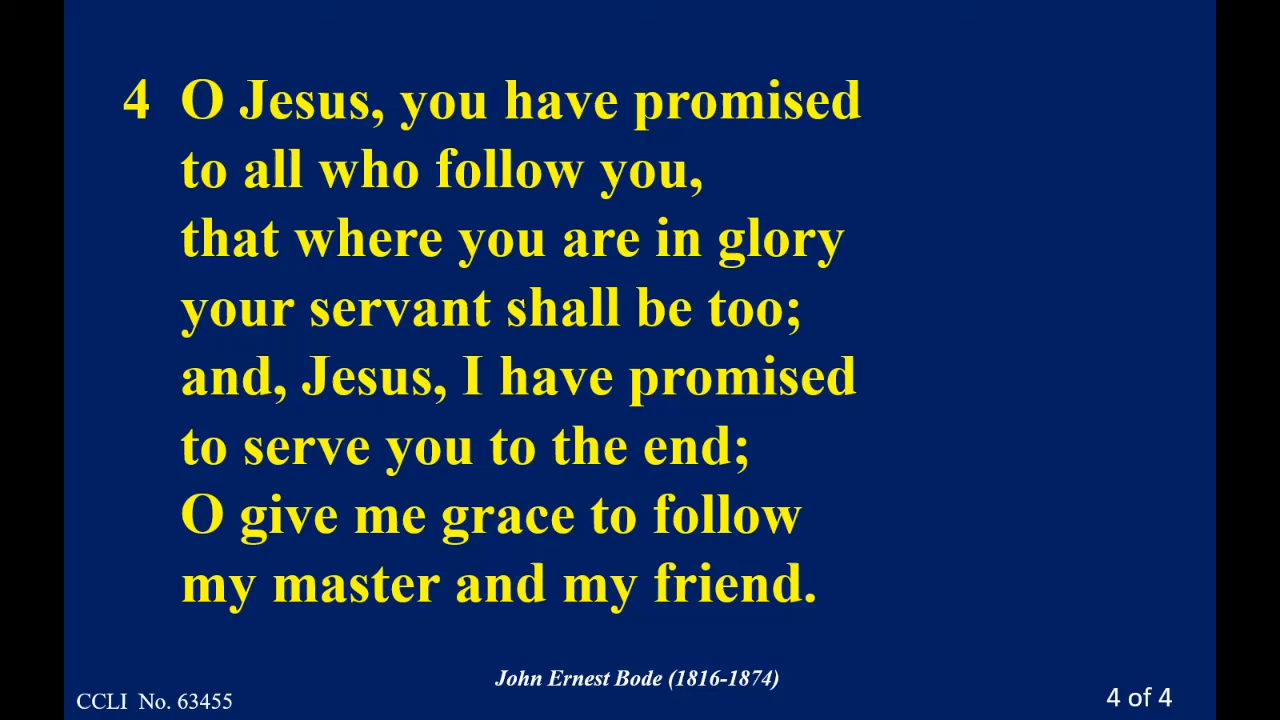 4 O Jesus, you have promised
to all who follow you,
that where you are in glory
your servant shall be too;
and, Jesus, I have promised
to serve you to the end;
O give me grace to follow
my master and my friend.
John Ernest Bode (1816-1874)
CCLI No. 63455
4 of 4